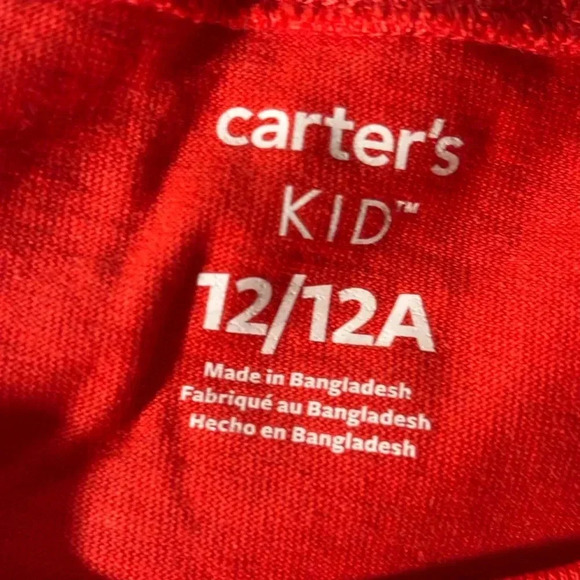 carter's
KID™
12/12A
Made in Bangladesh
Fabriqué au Bangladesh
Hecho en Bangladesh